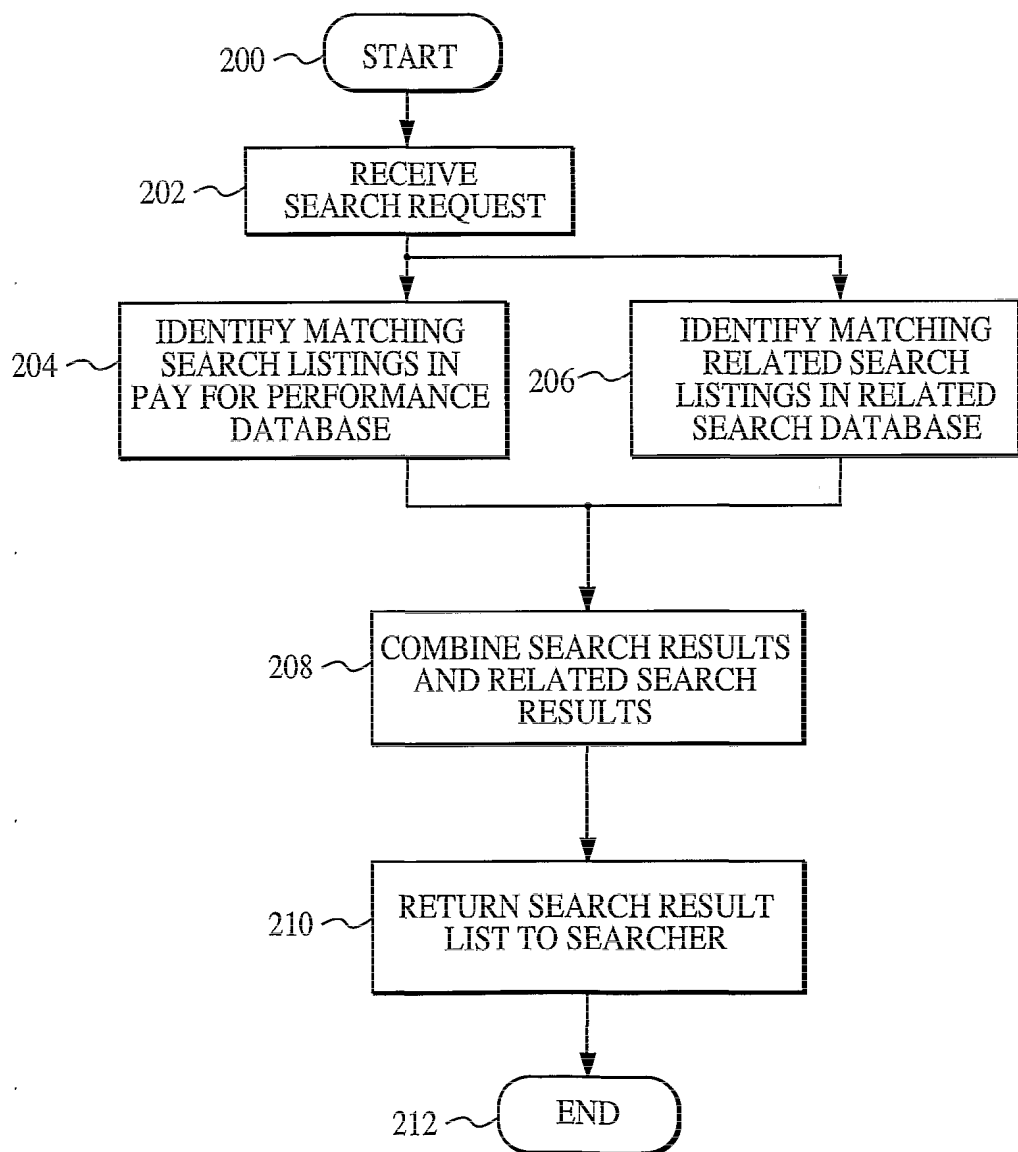 200
START
202
RECEIVE
SEARCH REQUEST
204
IDENTIFY MATCHING
SEARCH LISTINGS IN
PAY FOR PERFORMANCE
DATABASE
206
IDENTIFY MATCHING
RELATED SEARCH
LISTINGS IN RELATED
SEARCH DATABASE
208
COMBINE SEARCH RESULTS
AND RELATED SEARCH
RESULTS
210
RETURN SEARCH RESULT
LIST TO SEARCHER
212
END